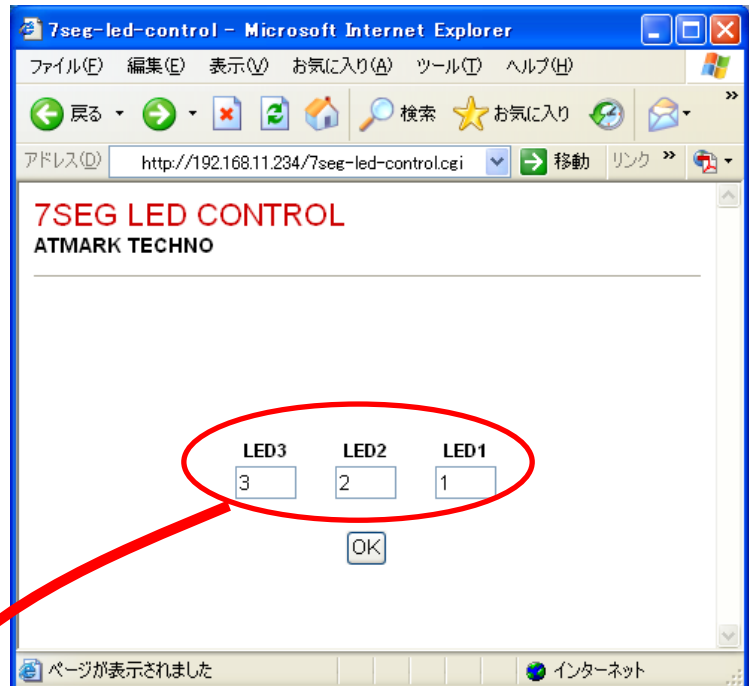 7seg-led-control - Microsoft Internet Explorer
ファイル(F) 編集(E) 表示(V) お気に入り(A) ツール(T) ヘルプ(H)
戻る 検索 お気に入り »
アドレス(D) http://192.168.11.234/7seg-led-control.cgi 移動 リンク »
7SEG LED CONTROL
ATMARK TECHNO
LED3 LED2 LED1
3 2 1
OK
ページが表示されました インターネット